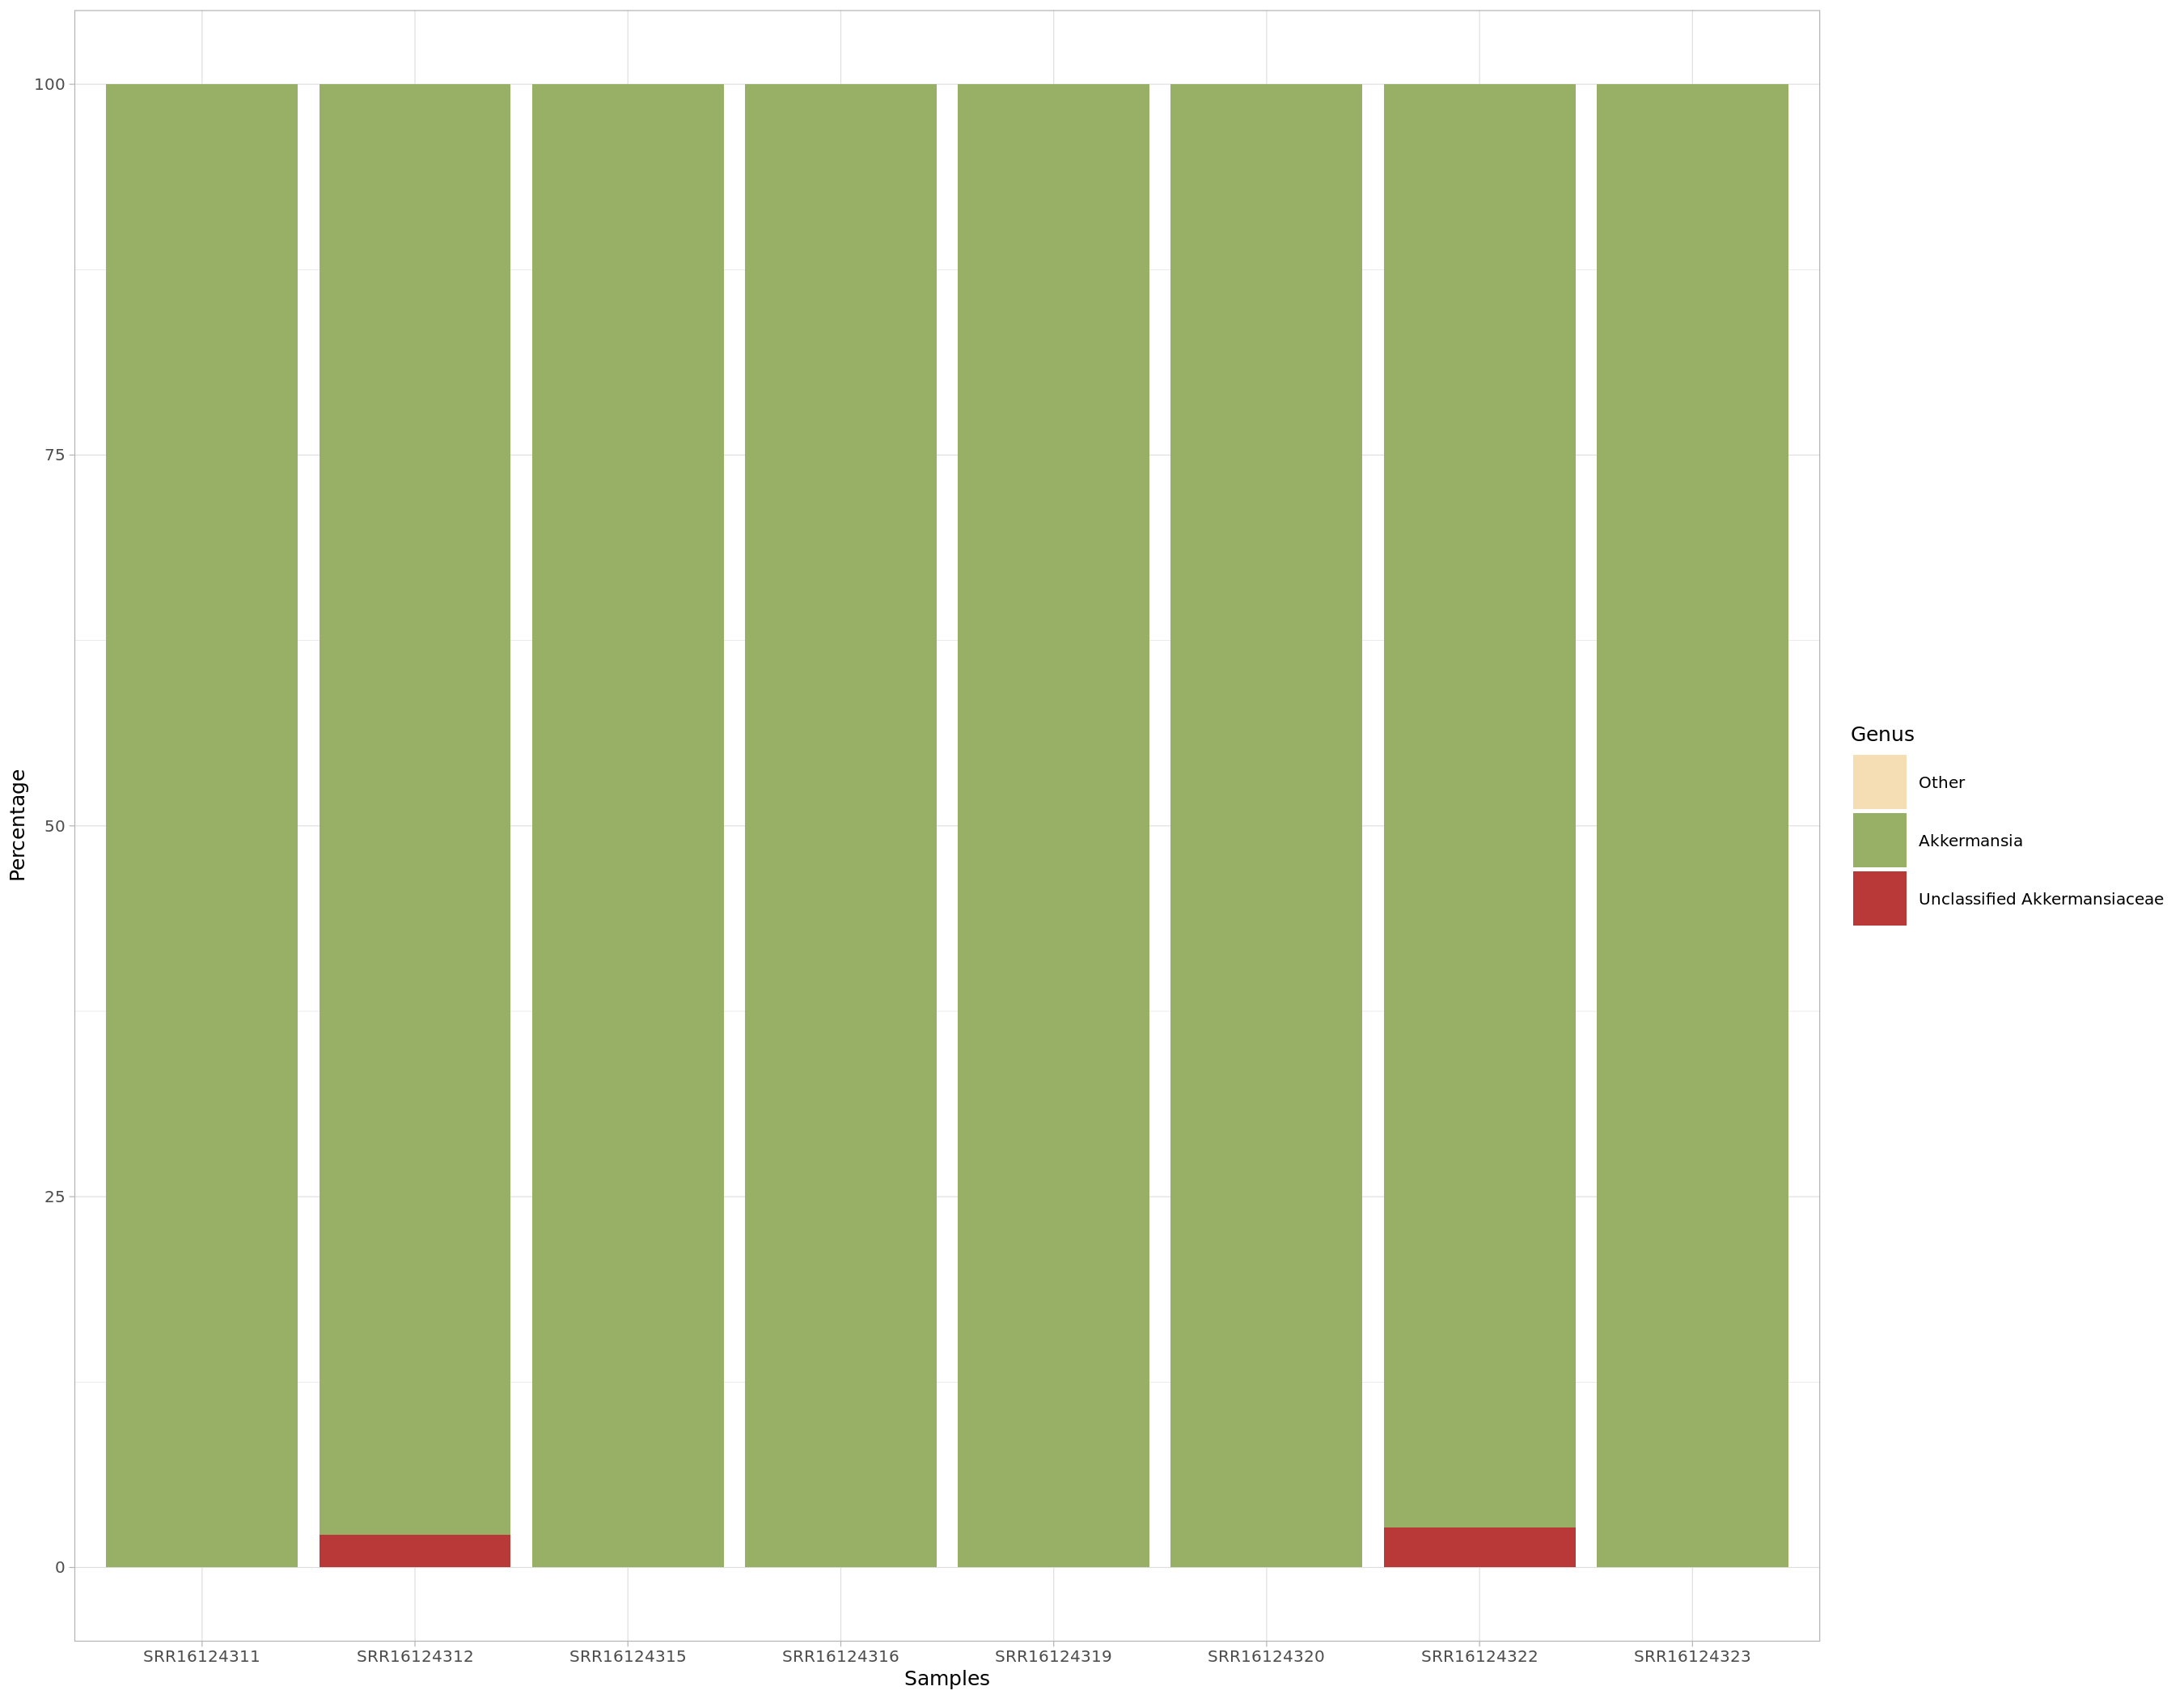 100
75
50
25
0
Percentage
SRR16124311 SRR16124312 SRR16124315 SRR16124316 SRR16124319 SRR16124320 SRR16124322 SRR16124323
Samples
Genus
Other
Akkermansia
Unclassified Akkermansiaceae